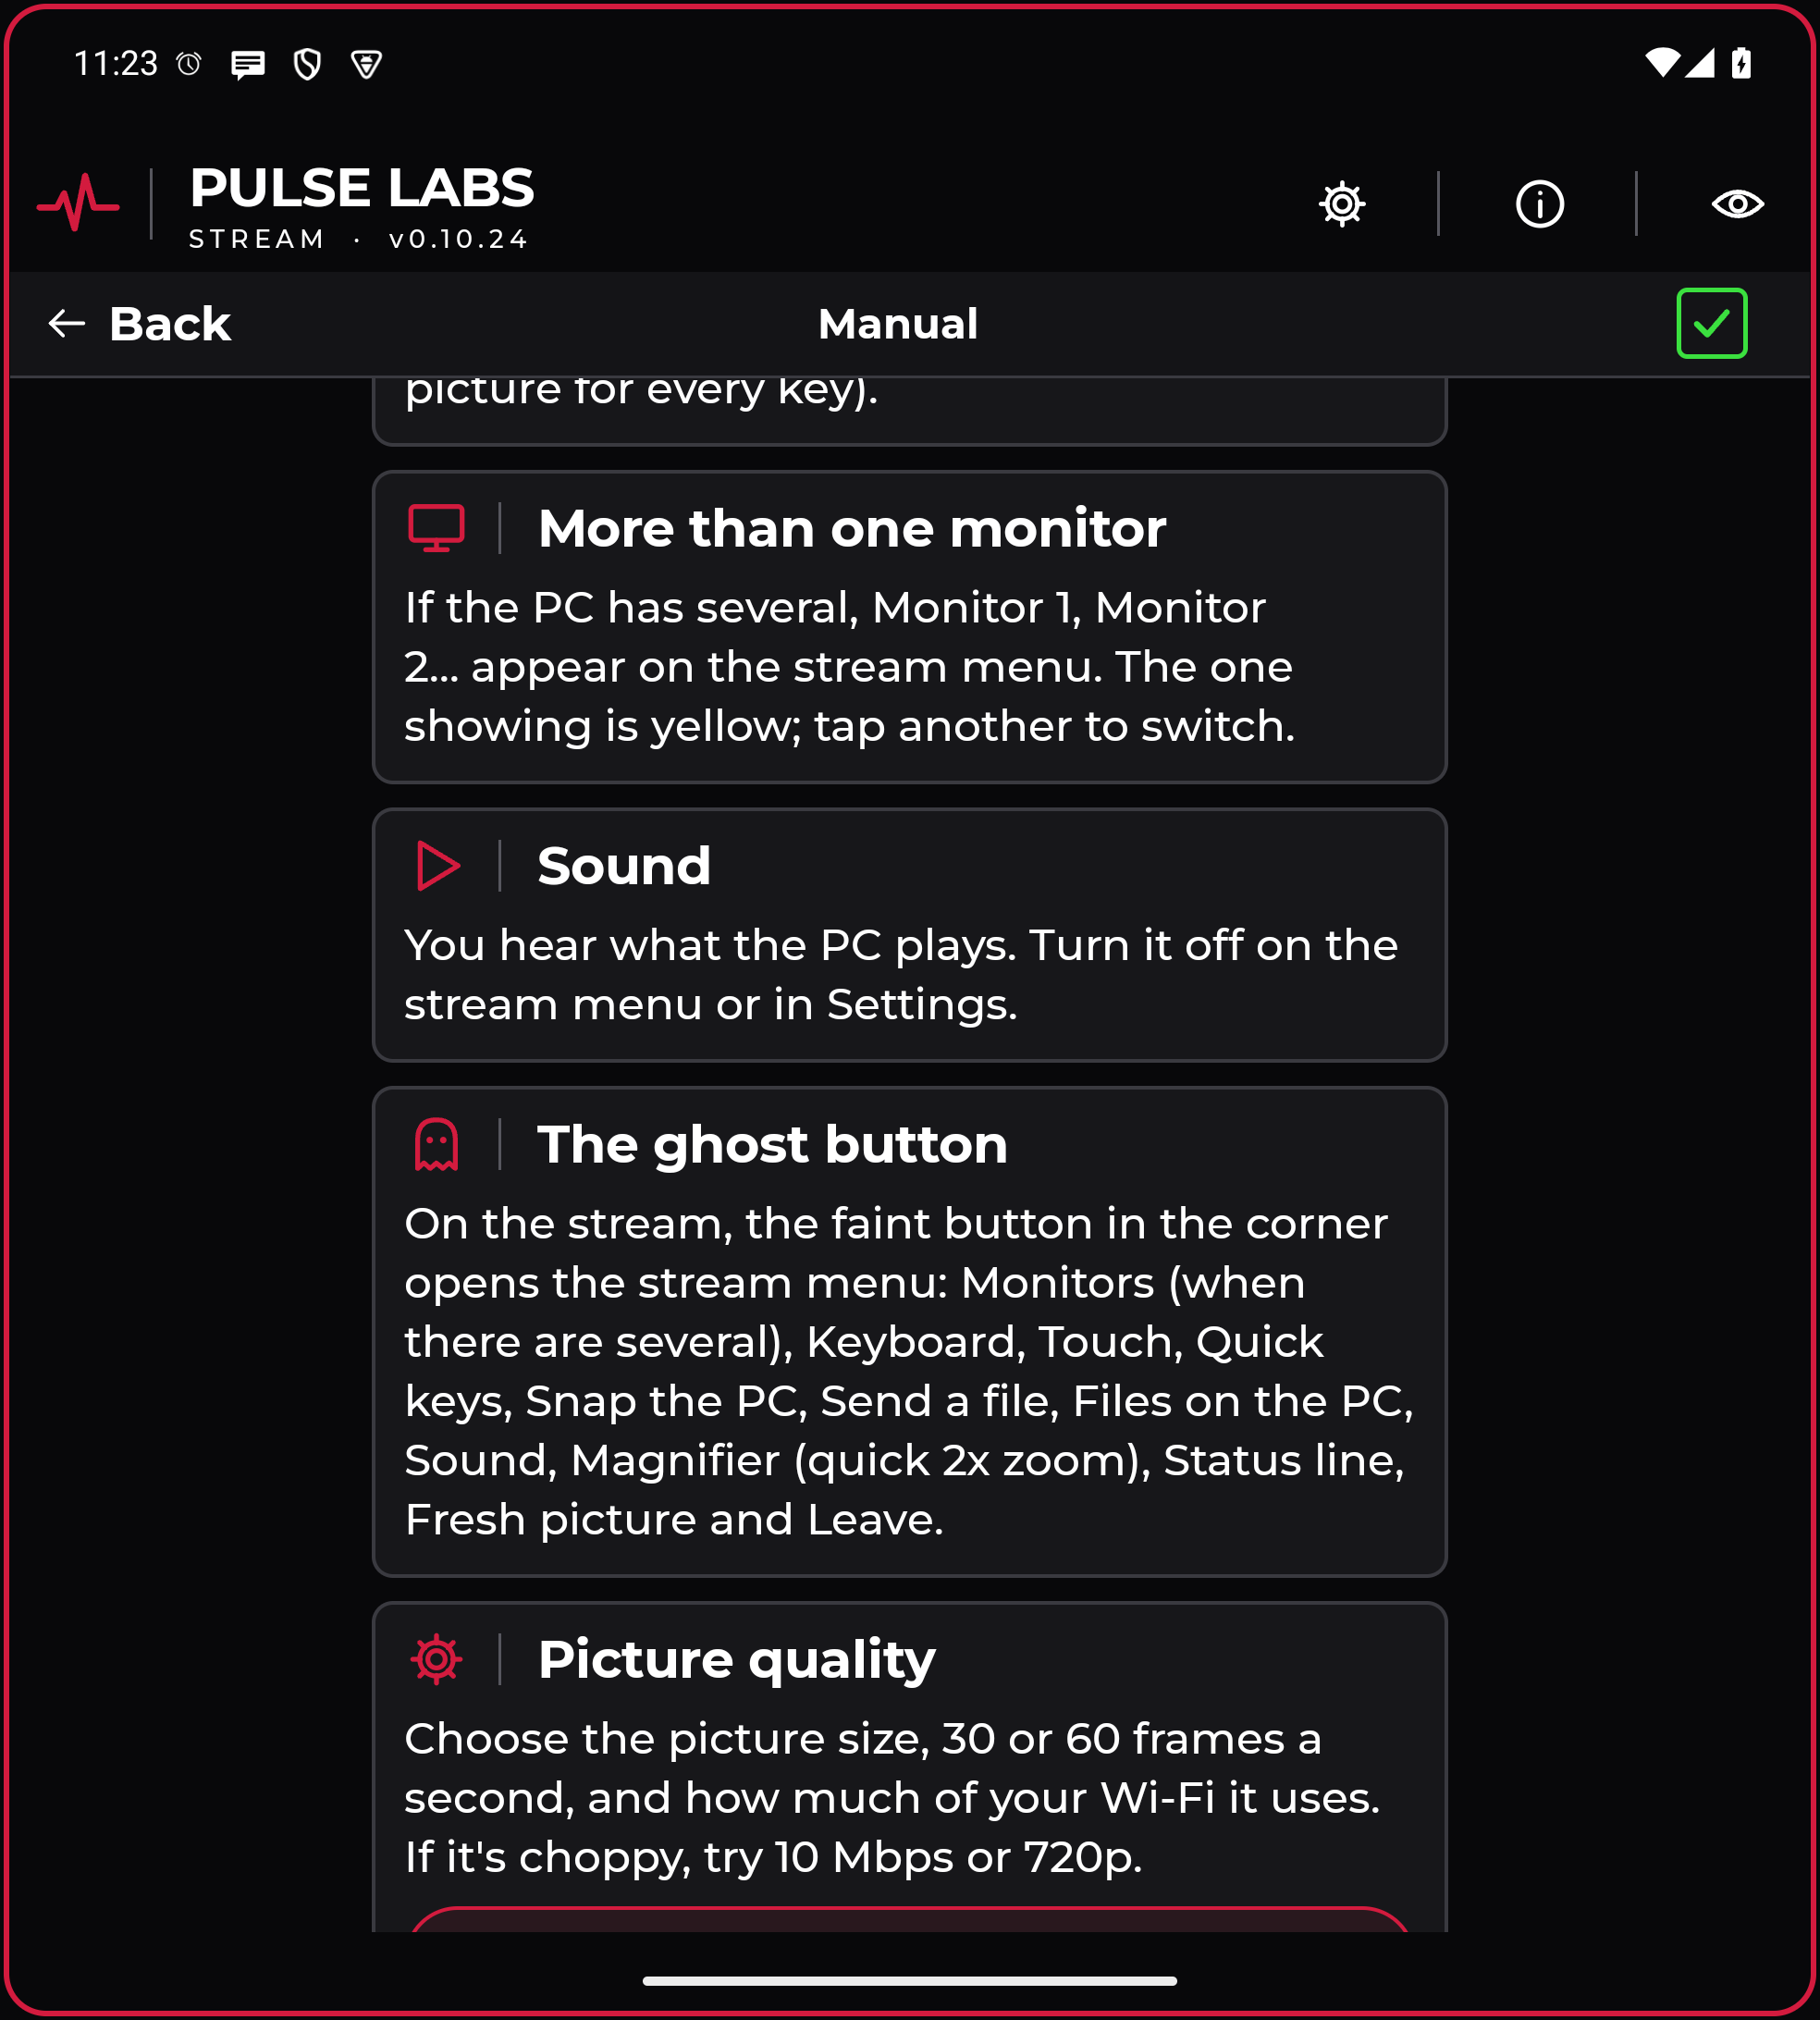 11:23
PULSE LABS
STREAM · v0.10.24
Back
Manual
picture for every key).
More than one monitor
If the PC has several, Monitor 1, Monitor
2... appear on the stream menu. The one
showing is yellow; tap another to switch.
Sound
You hear what the PC plays. Turn it off on the
stream menu or in Settings.
The ghost button
On the stream, the faint button in the corner
opens the stream menu: Monitors (when
there are several), Keyboard, Touch, Quick
keys, Snap the PC, Send a file, Files on the PC,
Sound, Magnifier (quick 2x zoom), Status line,
Fresh picture and Leave.
Picture quality
Choose the picture size, 30 or 60 frames a
second, and how much of your Wi-Fi it uses.
If it's choppy, try 10 Mbps or 720p.